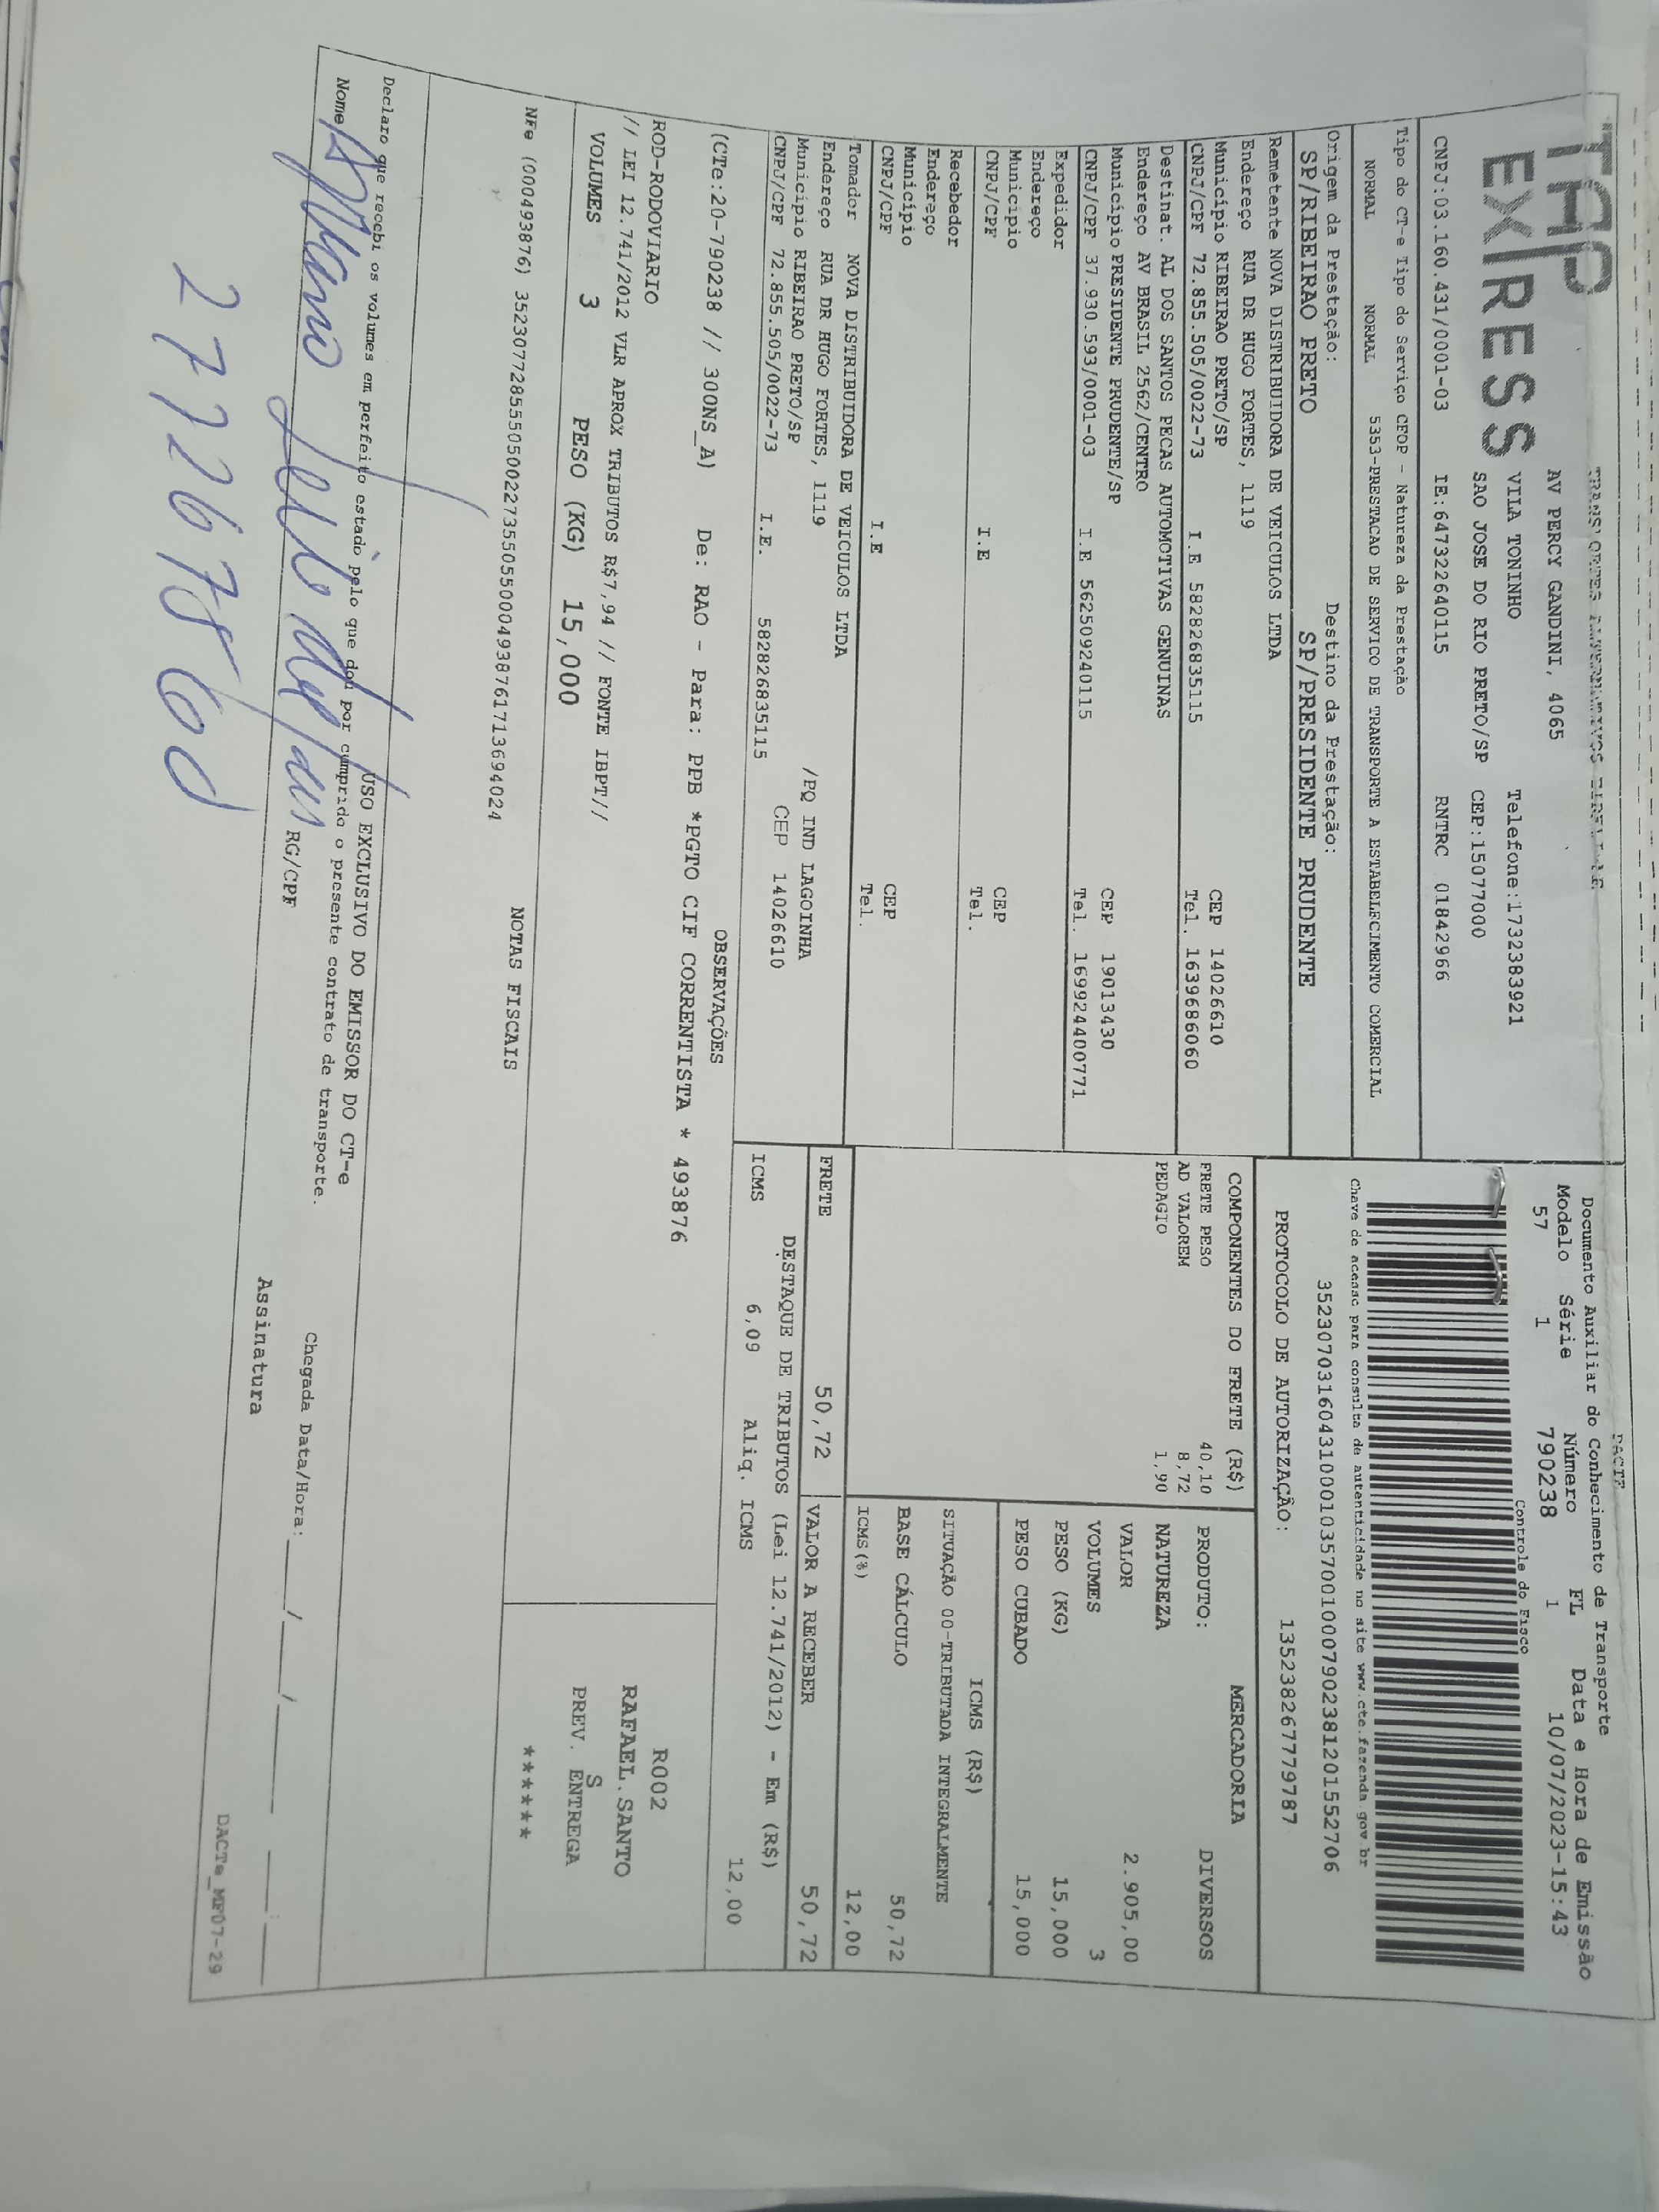 TAP
EX/RESS
AV PERCY GANDINI, 4065
VILA TONINHO Telefone:1732383921
SAO JOSE DO RIO PRETO/SP CEP:15077000
CNPJ:03.160.431/0001-03 IE:647322640115 RNTRC 01842966
Tipo do CT-e Tipo do Serviço CFOP - Natureza da Prestação
NORMAL NORMAL 5353-PRESTACAO DE SERVICO DE TRANSPORTE A ESTABELECIMENTO COMERCIAL
Origem da Prestação: Destino da Prestação:
SP/RIBEIRAO PRETO SP/PRESIDENTE PRUDENTE
DACTE
Documento Auxiliar do Conhecimento de Transporte
Modelo Série Número FL Data e Hora de Emissão
57 1 790238 1 10/07/2023-15:43
Controle do Fisco
Chave de acesso para consulta de autenticidade no site www.cte.fazenda.gov.br
35230703160431000103570010007902381201552706
PROTOCOLO DE AUTORIZAÇÃO: 135238267779787
Remetente NOVA DISTRIBUIDORA DE VEICULOS LTDA
Endereço RUA DR HUGO FORTES, 1119
Município RIBEIRAO PRETO/SP CEP 14026610
CNPJ/CPF 72.855.505/0022-73 I.E 582826835115 Tel. 1639686060
Destinat. AL DOS SANTOS PECAS AUTOMOTIVAS GENUINAS
Endereço AV BRASIL 2562/CENTRO
Município PRESIDENTE PRUDENTE/SP CEP 19013430
CNPJ/CPF 37.930.593/0001-03 I.E 562509240115 Tel. 16992440071
Expedidor
Endereço
Municipio CEP
CNPJ/CPF I.E Tel.
Recebedor
Endereço
Município CEP
CNPJ/CPF I.E Tel.
Tomador NOVA DISTRIBUIDORA DE VEICULOS LTDA
Endereço RUA DR HUGO FORTES, 1119 /PQ IND LAGOINHA
Municipio RIBEIRAO PRETO/SP CEP 14026610
CNPJ/CPF 72.855.505/0022-73 I.E. 582826835115
COMPONENTES DO FRETE (R$)
FRETE PESO 40,10
AD VALOREM 8,72
PEDAGIO 1,90
MERCADORIA
PRODUTO: DIVERSOS
NATUREZA
VALOR 2.905,00
VOLUMES 3
PESO (KG) 15,000
PESO CUBADO 15,000
ICMS (R$)
SITUAÇÃO 00-TRIBUTADA INTEGRALMENTE
BASE CÁLCULO 50,72
ICMS(%) 12,00
FRETE 50,72 VALOR A RECEBER 50,72
DESTAQUE DE TRIBUTOS (Lei 12.741/2012) - Em (R$)
ICMS 6,09 Aliq. ICMS 12,00
OBSERVAÇÕES
(CTe:20-790238 // 300NS_A) De: RAO - Para: PPB *PGTO CIF CORRENTISTA * 493876
ROD-RODOVIARIO
// LEI 12.741/2012 VLR APROX TRIBUTOS R$7,94 // FONTE IBPT//
VOLUMES 3 PESO (KG) 15,000
R002
RAFAEL.SANTO
S
PREV. ENTREGA
******
NOTAS FISCAIS
NFe (000493876) 35230772855505002273550550004938761713694024
USO EXCLUSIVO DO EMISSOR DO CT-e
Declaro que recebi os volumes em perfeito estado pelo que dou por cumprido o presente contrato de transporte.
Nome RG/CPF Chegada Data/Hora: ____/____/____ ____:____
Assinatura
DACTe_MF07-29